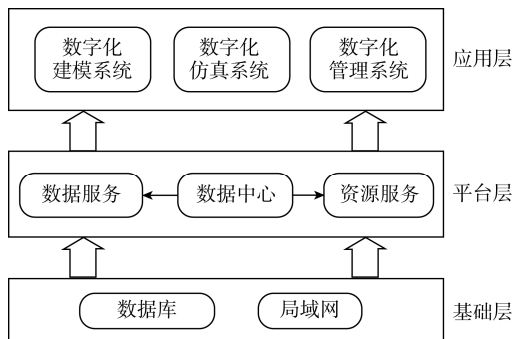 数字化
建模系统
数字化
仿真系统
数字化
管理系统
应用层
数据服务
数据中心
资源服务
平台层
数据库
局域网
基础层